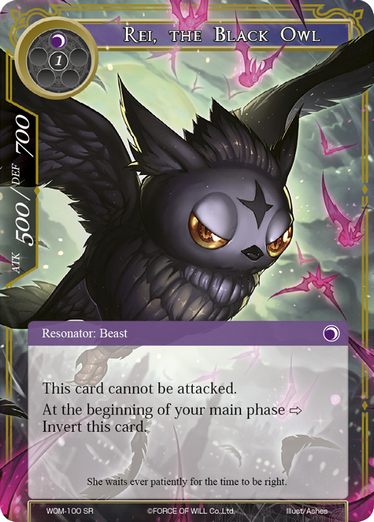 Rei, the Black Owl
1
ATK 500/ DEF 700
Resonator: Beast
This card cannot be attacked.
At the beginning of your main phase ⇨
Invert this card.
She waits ever patiently for the time to be right.
WOM-100 SR ©FORCE OF WILL Co.,Ltd. Illust/Ashes